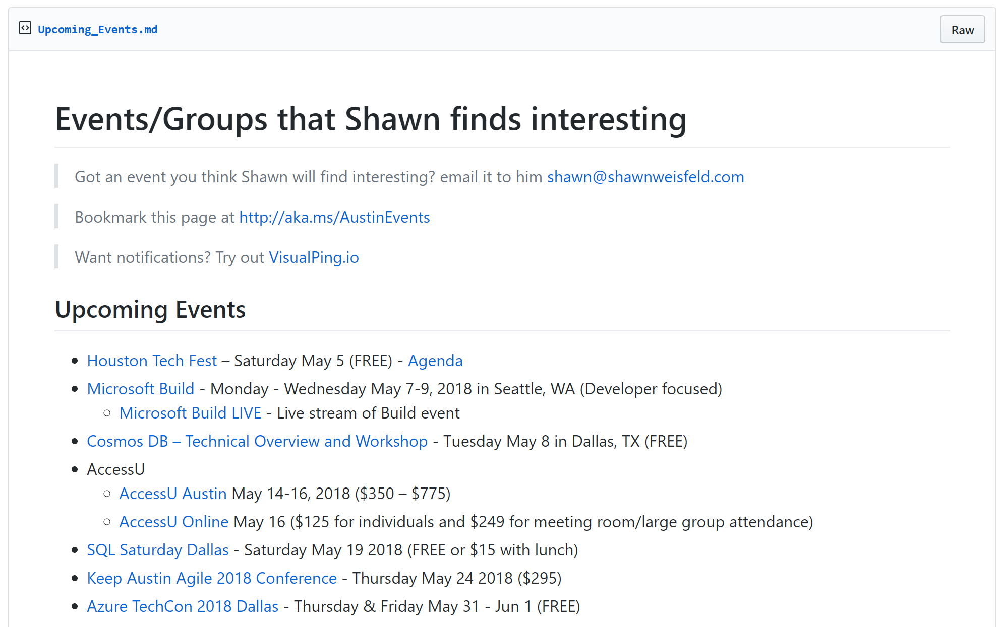 Upcoming_Events.md
Raw
Events/Groups that Shawn finds interesting
Got an event you think Shawn will find interesting? email it to him shawn@shawnweisfeld.com
Bookmark this page at http://aka.ms/AustinEvents
Want notifications? Try out VisualPing.io
Upcoming Events
Houston Tech Fest – Saturday May 5 (FREE) - Agenda
Microsoft Build - Monday - Wednesday May 7-9, 2018 in Seattle, WA (Developer focused)
Microsoft Build LIVE - Live stream of Build event
Cosmos DB – Technical Overview and Workshop - Tuesday May 8 in Dallas, TX (FREE)
AccessU
AccessU Austin May 14-16, 2018 ($350 – $775)
AccessU Online May 16 ($125 for individuals and $249 for meeting room/large group attendance)
SQL Saturday Dallas - Saturday May 19 2018 (FREE or $15 with lunch)
Keep Austin Agile 2018 Conference - Thursday May 24 2018 ($295)
Azure TechCon 2018 Dallas - Thursday & Friday May 31 - Jun 1 (FREE)